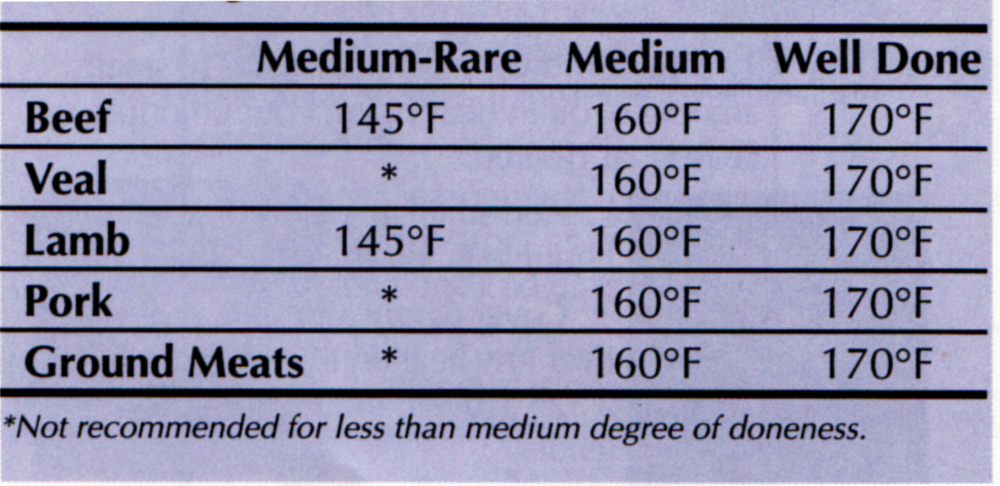 Medium-Rare Medium Well Done
Beef 145°F 160°F 170°F
Veal * 160°F 170°F
Lamb 145°F 160°F 170°F
Pork * 160°F 170°F
Ground Meats * 160°F 170°F
*Not recommended for less than medium degree of doneness.